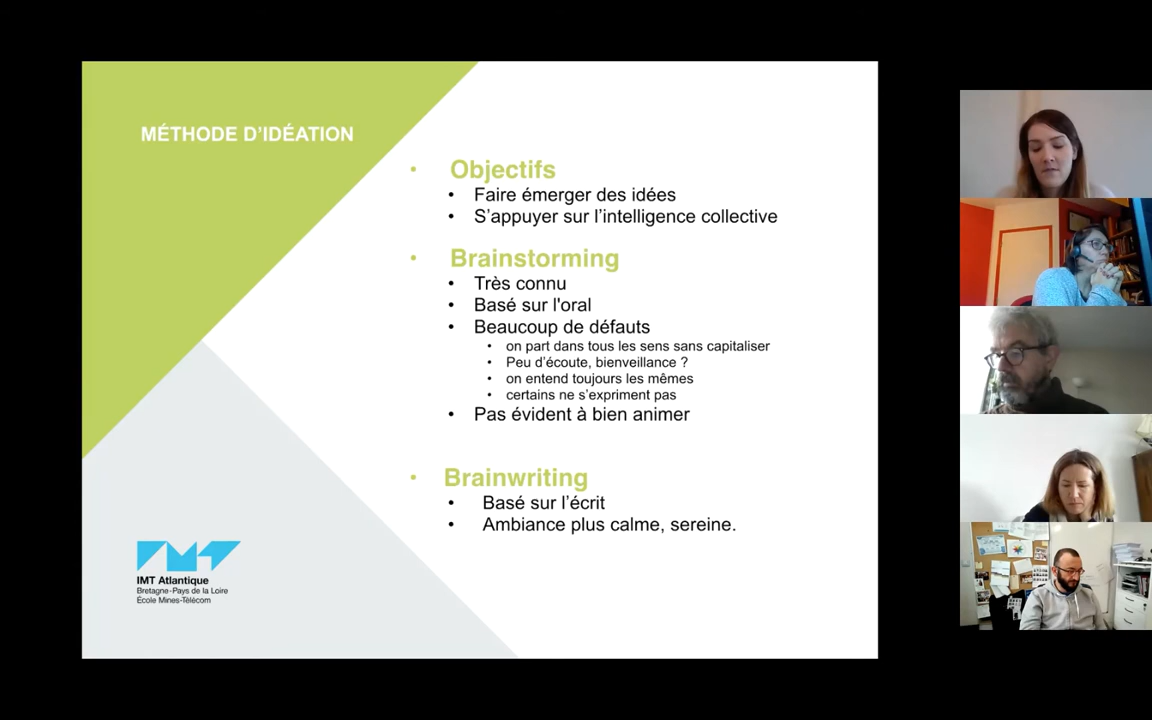 MÉTHODE D’IDÉATION
Objectifs
Faire émerger des idées
S’appuyer sur l’intelligence collective
Brainstorming
Très connu
Basé sur l'oral
Beaucoup de défauts
on part dans tous les sens sans capitaliser
Peu d’écoute, bienveillance ?
on entend toujours les mêmes
certains ne s’expriment pas
Pas évident à bien animer
Brainwriting
Basé sur l’écrit
Ambiance plus calme, sereine.
IMT Atlantique
Bretagne-Pays de la Loire
École Mines-Télécom